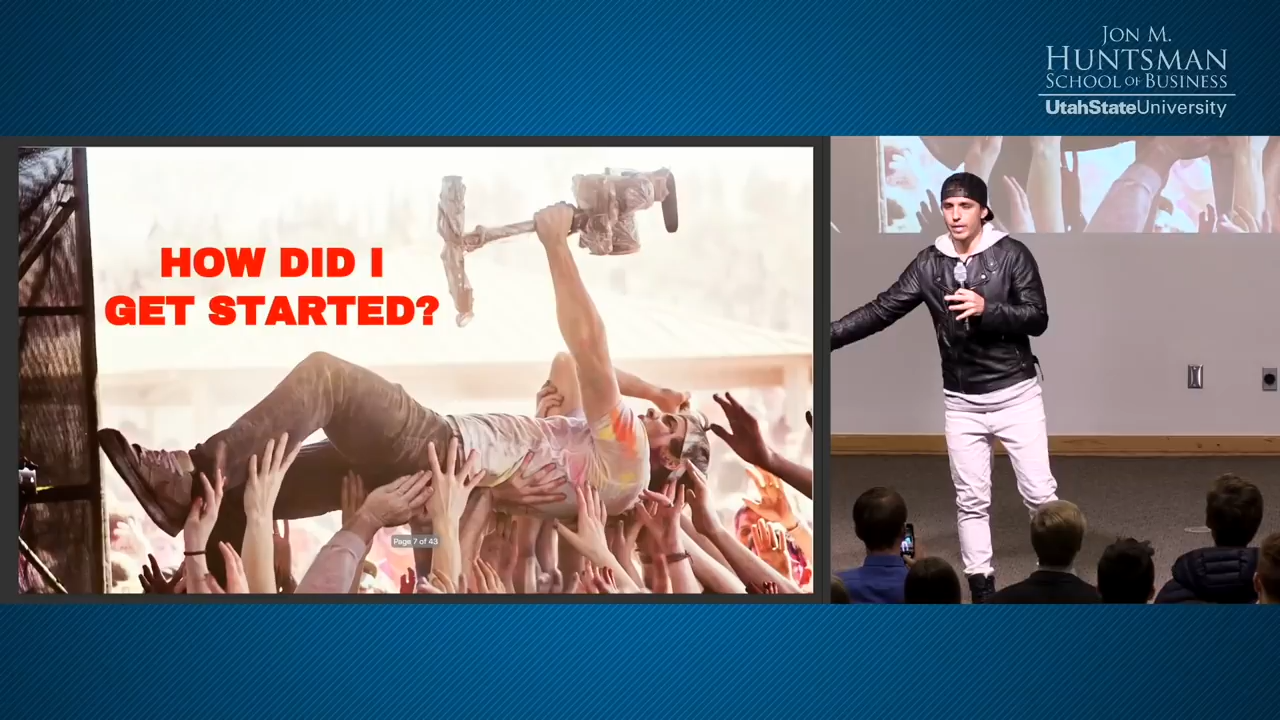 JON M.
HUNTSMAN
SCHOOL OF BUSINESS
UtahStateUniversity
HOW DID I
GET STARTED?
Page 7 of 43